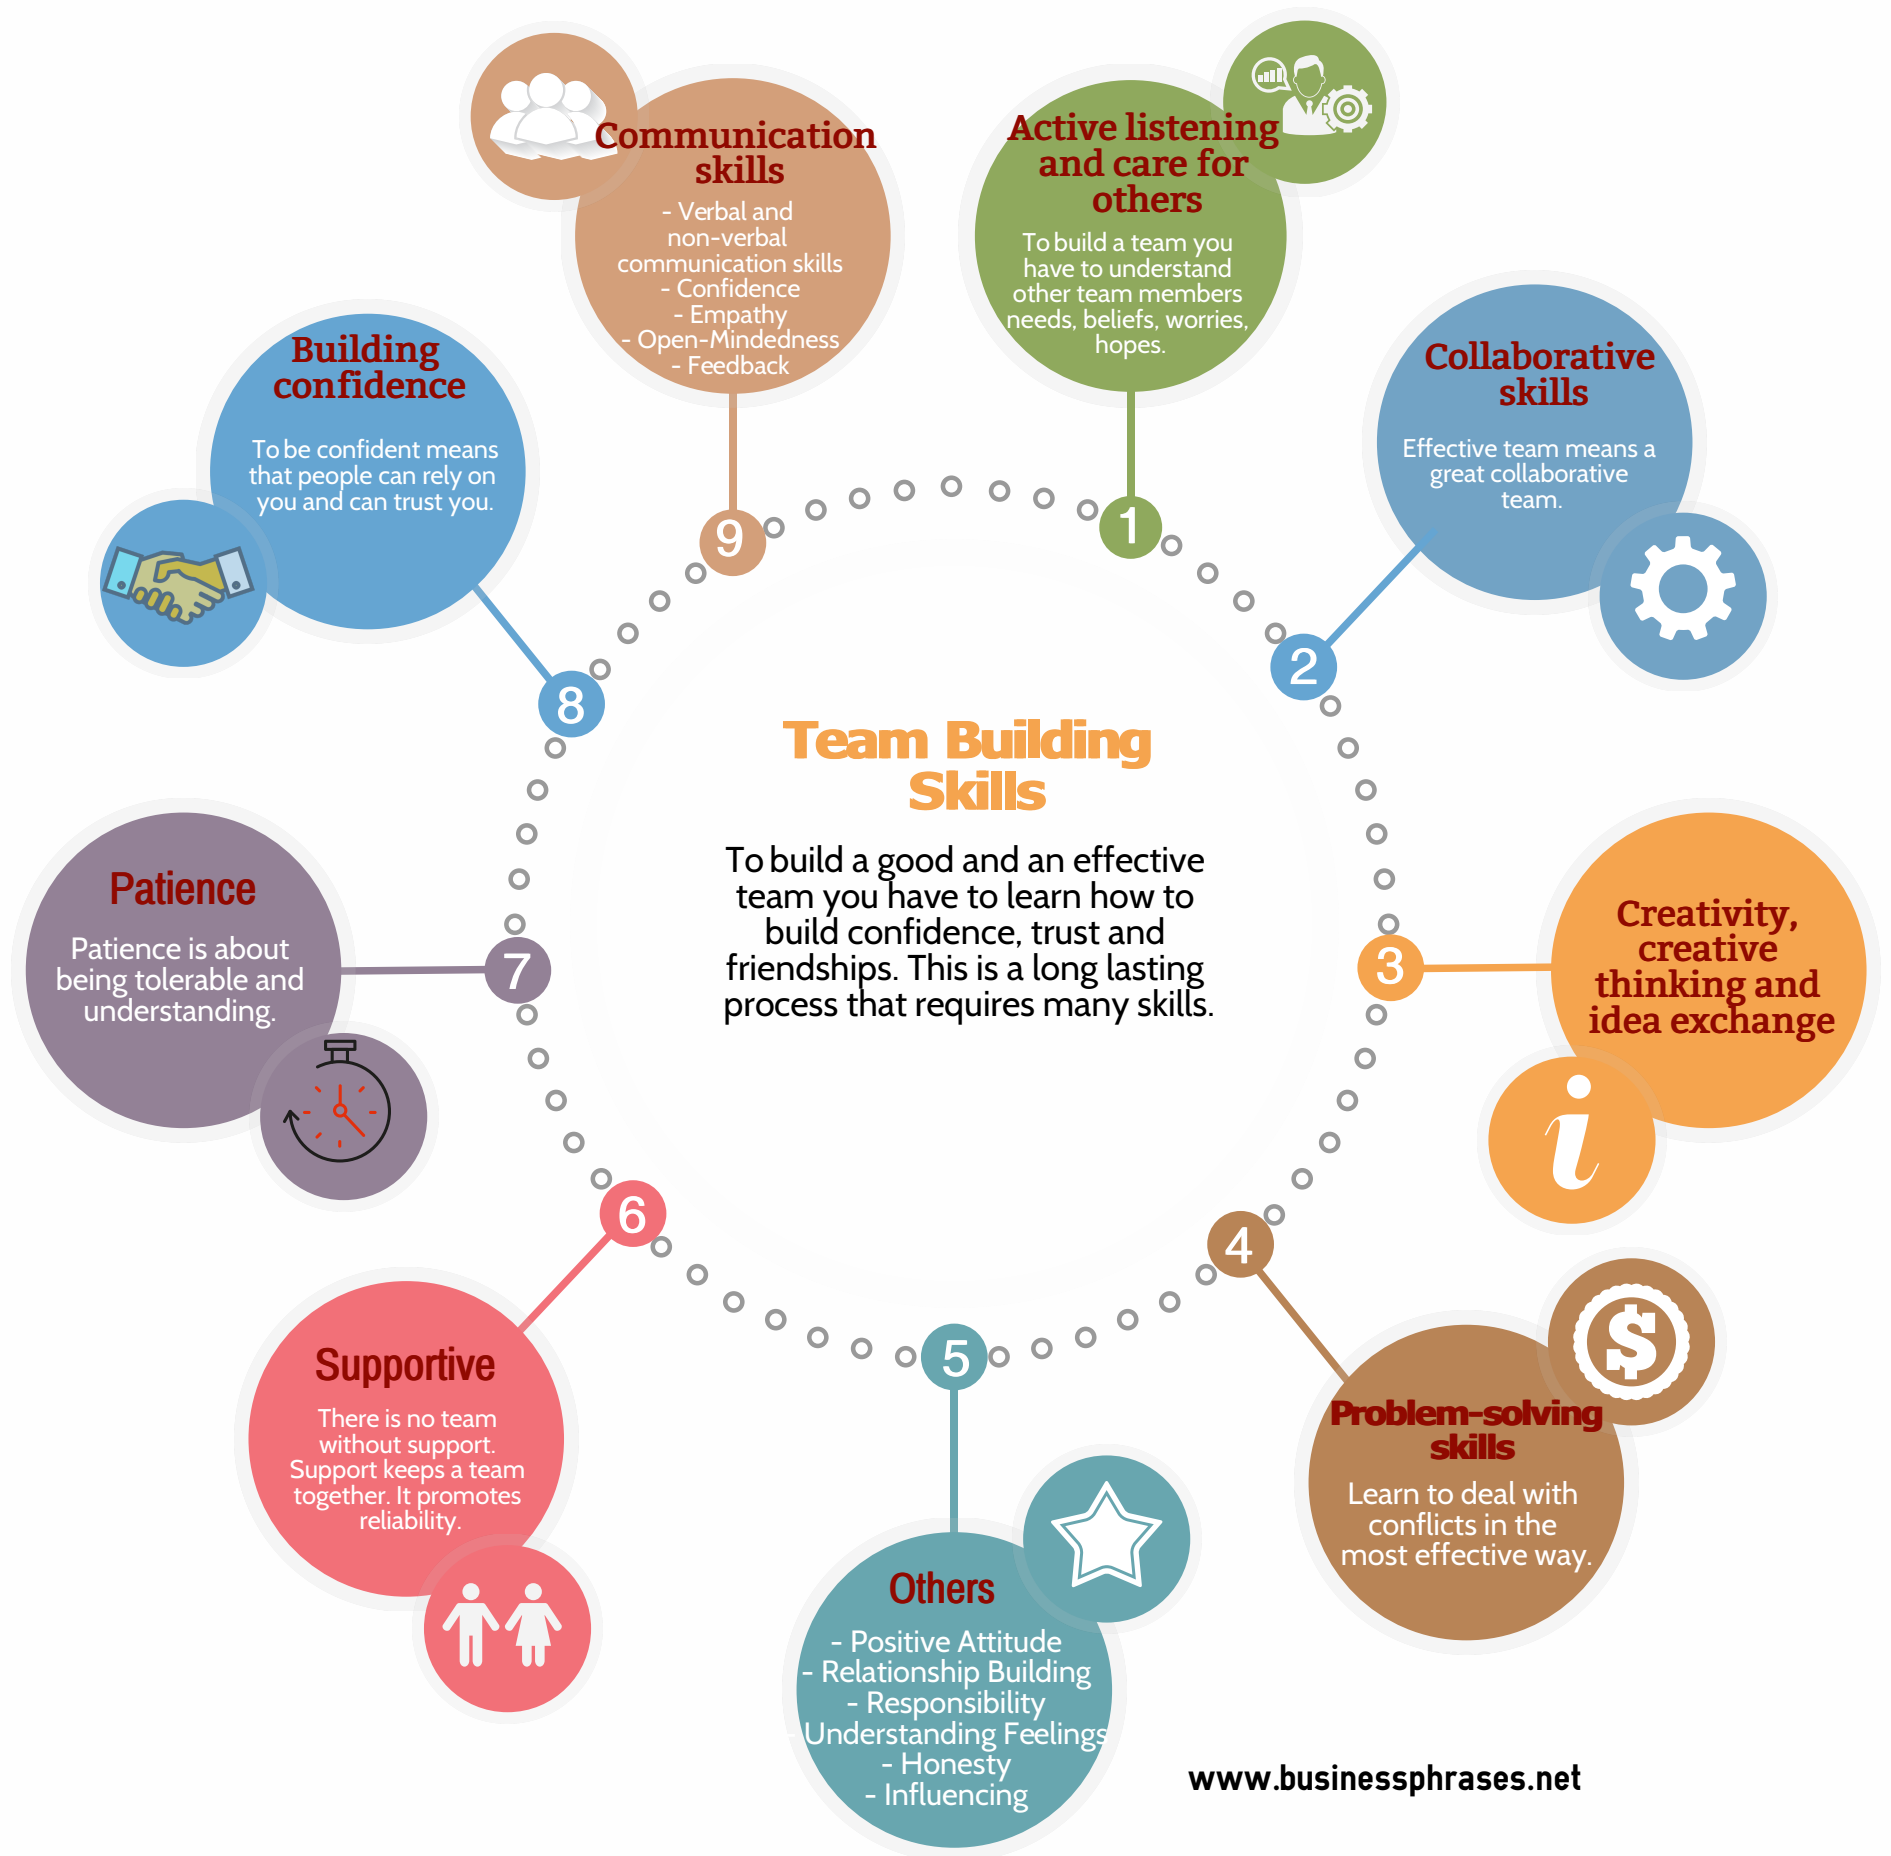 Team Building
Skills
To build a good and an effective
team you have to learn how to
build confidence, trust and
friendships. This is a long lasting
process that requires many skills.
1
Active listening
and care for
others
To build a team you
have to understand
other team members
needs, beliefs, worries,
hopes.
2
Collaborative
skills
Effective team means a
great collaborative
team.
3
Creativity,
creative
thinking and
idea exchange
i
4
Problem-solving
skills
Learn to deal with
conflicts in the
most effective way.
$
5
Others
- Positive Attitude
- Relationship Building
- Responsibility
- Understanding Feelings
- Honesty
- Influencing
6
Supportive
There is no team
without support.
Support keeps a team
together. It promotes
reliability.
7
Patience
Patience is about
being tolerable and
understanding.
8
Building
confidence
To be confident means
that people can rely on
you and can trust you.
9
Communication
skills
- Verbal and
non-verbal
communication skills
- Confidence
- Empathy
- Open-Mindedness
- Feedback
www.businessphrases.net